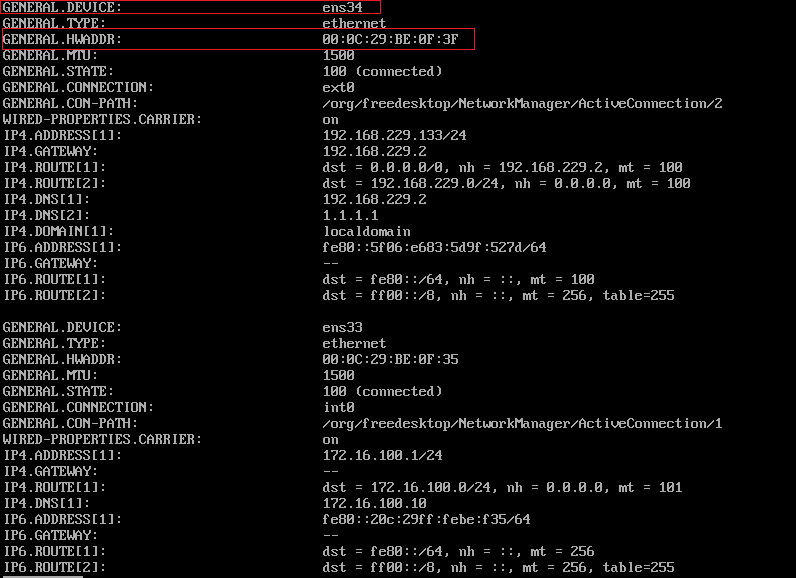 GENERAL.DEVICE: ens34
GENERAL.TYPE: ethernet
GENERAL.HWADDR: 00:0C:29:BE:0F:3F
GENERAL.MTU: 1500
GENERAL.STATE: 100 (connected)
GENERAL.CONNECTION: ext0
GENERAL.CON-PATH: /org/freedesktop/NetworkManager/ActiveConnection/2
WIRED-PROPERTIES.CARRIER: on
IP4.ADDRESS[1]: 192.168.229.133/24
IP4.GATEWAY: 192.168.229.2
IP4.ROUTE[1]: dst = 0.0.0.0/0, nh = 192.168.229.2, mt = 100
IP4.ROUTE[2]: dst = 192.168.229.0/24, nh = 0.0.0.0, mt = 100
IP4.DNS[1]: 192.168.229.2
IP4.DNS[2]: 1.1.1.1
IP4.DOMAIN[1]: localdomain
IP6.ADDRESS[1]: fe80::5f06:e683:5d9f:527d/64
IP6.GATEWAY: --
IP6.ROUTE[1]: dst = fe80::/64, nh = ::, mt = 100
IP6.ROUTE[2]: dst = ff00::/8, nh = ::, mt = 256, table=255
GENERAL.DEVICE: ens33
GENERAL.TYPE: ethernet
GENERAL.HWADDR: 00:0C:29:BE:0F:35
GENERAL.MTU: 1500
GENERAL.STATE: 100 (connected)
GENERAL.CONNECTION: int0
GENERAL.CON-PATH: /org/freedesktop/NetworkManager/ActiveConnection/1
WIRED-PROPERTIES.CARRIER: on
IP4.ADDRESS[1]: 172.16.100.1/24
IP4.GATEWAY: --
IP4.ROUTE[1]: dst = 172.16.100.0/24, nh = 0.0.0.0, mt = 101
IP4.DNS[1]: 172.16.100.10
IP6.ADDRESS[1]: fe80::20c:29ff:febe:f35/64
IP6.GATEWAY: --
IP6.ROUTE[1]: dst = fe80::/64, nh = ::, mt = 256
IP6.ROUTE[2]: dst = ff00::/8, nh = ::, mt = 256, table=255